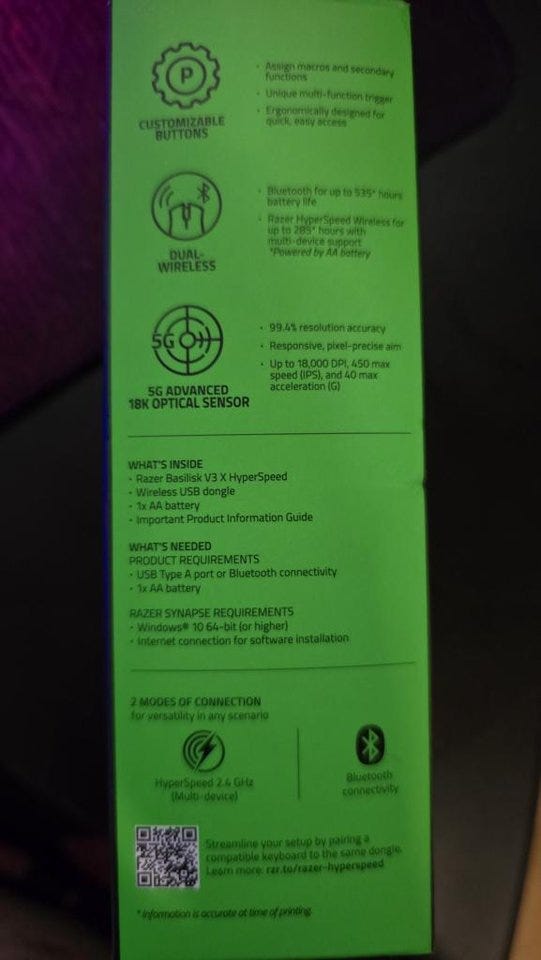 P
CUSTOMIZABLE
BUTTONS
• Assign macros and secondary
functions
• Unique multi-function trigger
• Ergonomically designed for
quick, easy access
DUAL-
WIRELESS
• Bluetooth for up to 535* hours
battery life
• Razer HyperSpeed Wireless for
up to 285* hours with
multi-device support
*Powered by AA battery
5G
5G ADVANCED
18K OPTICAL SENSOR
• 99.4% resolution accuracy
• Responsive, pixel-precise aim
• Up to 18,000 DPI, 450 max
speed (IPS), and 40 max
acceleration (G)
WHAT'S INSIDE
• Razer Basilisk V3 X HyperSpeed
• Wireless USB dongle
• 1x AA battery
• Important Product Information Guide
WHAT'S NEEDED
PRODUCT REQUIREMENTS
• USB Type A port or Bluetooth connectivity
• 1x AA battery
RAZER SYNAPSE REQUIREMENTS
• Windows® 10 64-bit (or higher)
• Internet connection for software installation
2 MODES OF CONNECTION
for versability in any scenario
HyperSpeed 2.4 GHz
(Multi-device)
Bluetooth
connectivity
Streamline your setup by pairing a
compatible keyboard to the same dongle.
Learn more: rzr.to/razer-hyperspeed
* Information is accurate at time of printing.